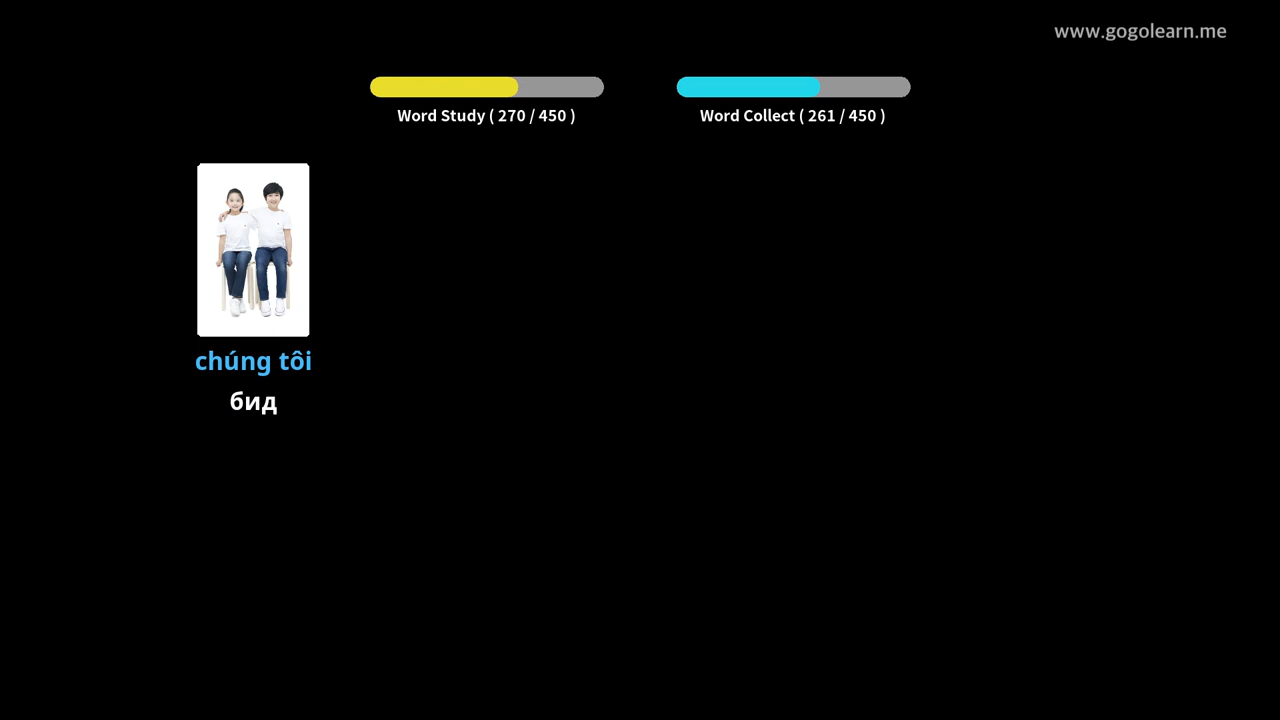 www.gogolearn.me
Word Study ( 270 / 450 )
Word Collect ( 261 / 450 )
chúng tôi
бид